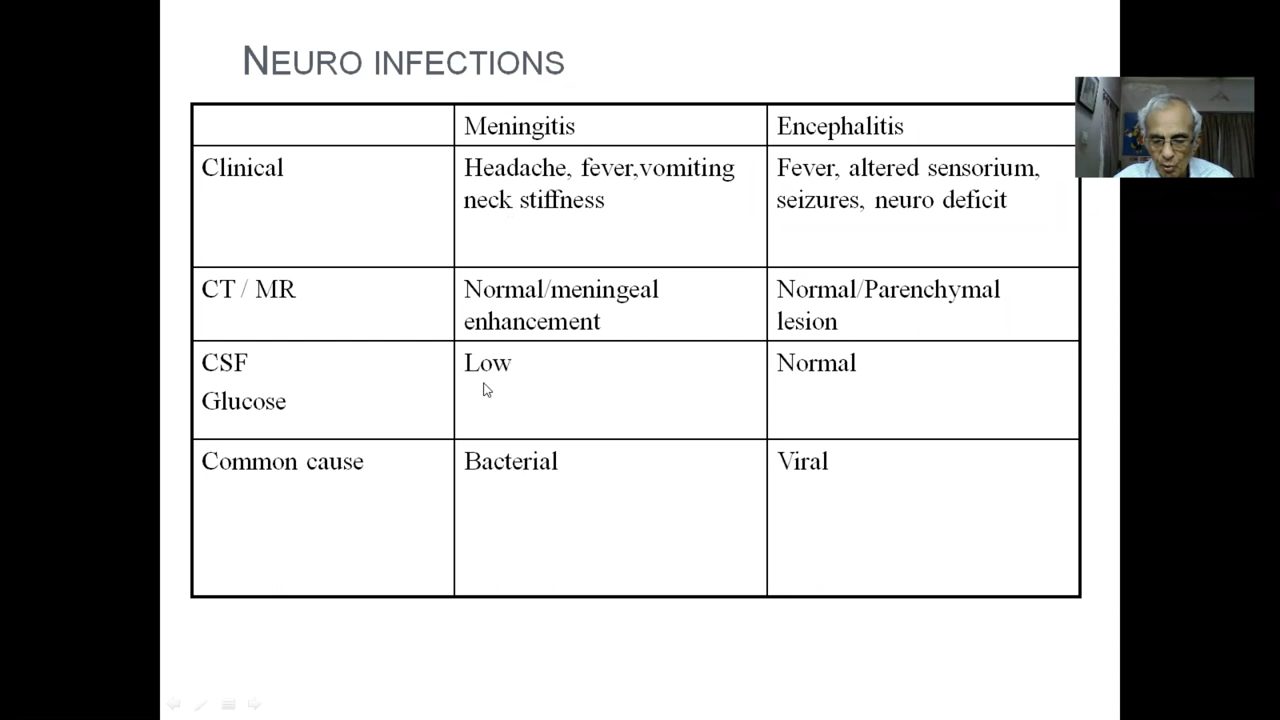 NEURO INFECTIONS
Meningitis Encephalitis
Clinical Headache, fever,vomiting Fever, altered sensorium,
neck stiffness seizures, neuro deficit
CT / MR Normal/meningeal Normal/Parenchymal
enhancement lesion
CSF Low Normal
Glucose
Common cause Bacterial Viral